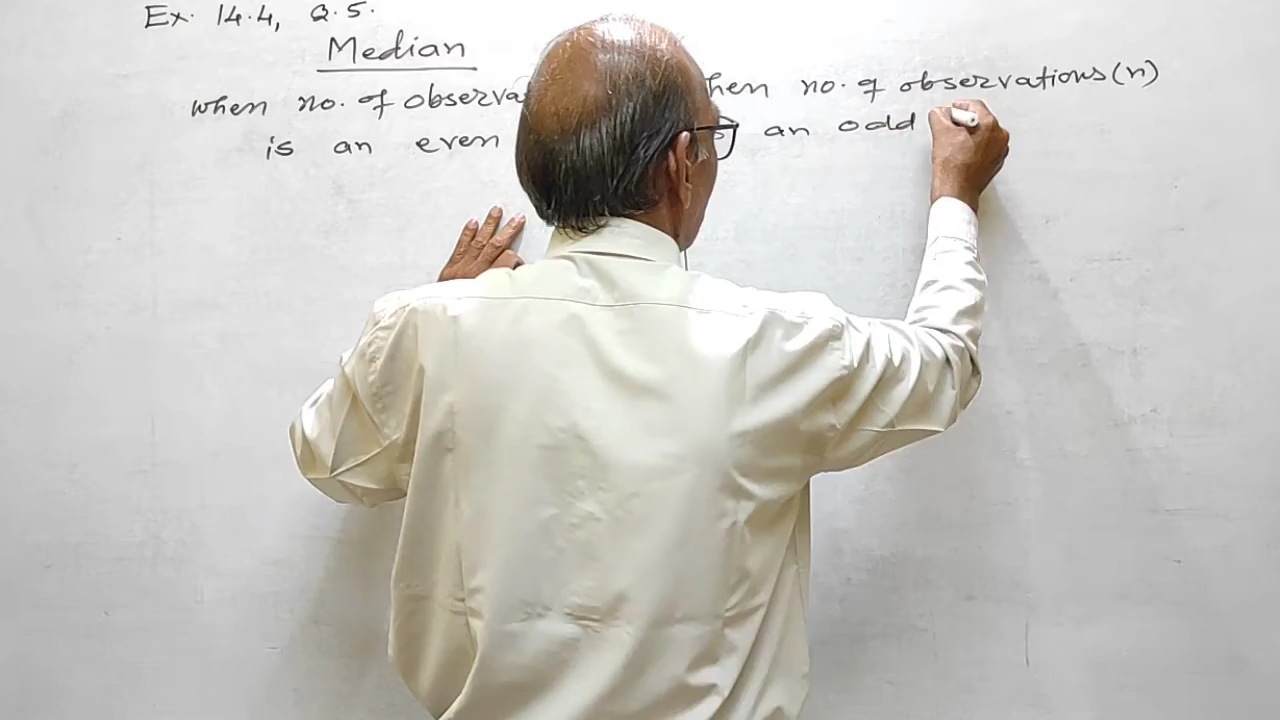 Ex. 14.4, Q.5.
Median
when no. of observa
hen no. of observations(n)
is an even
an odd